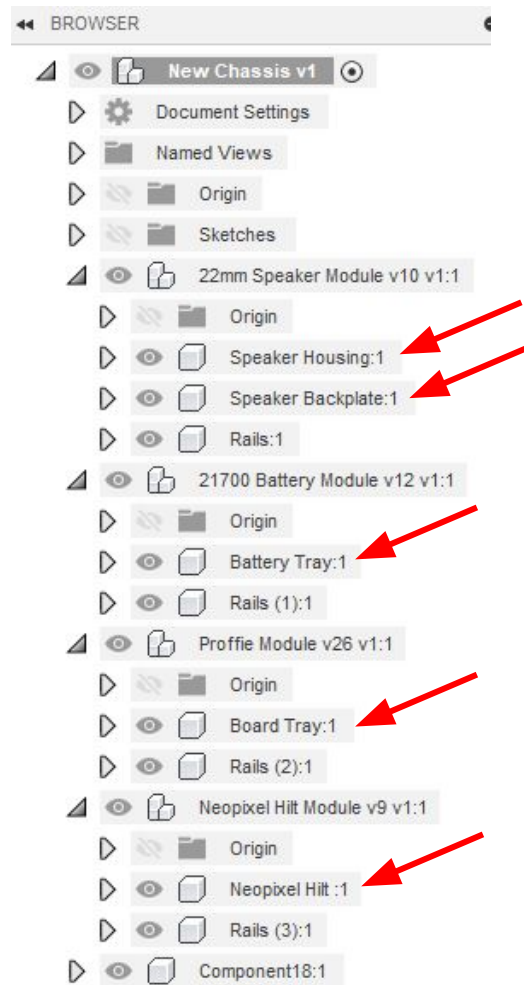 BROWSER
New Chassis v1
Document Settings
Named Views
Origin
Sketches
22mm Speaker Module v10 v1:1
Origin
Speaker Housing:1
Speaker Backplate:1
Rails:1
21700 Battery Module v12 v1:1
Origin
Battery Tray:1
Rails (1):1
Proffie Module v26 v1:1
Origin
Board Tray:1
Rails (2):1
Neopixel Hilt Module v9 v1:1
Origin
Neopixel Hilt :1
Rails (3):1
Component18:1